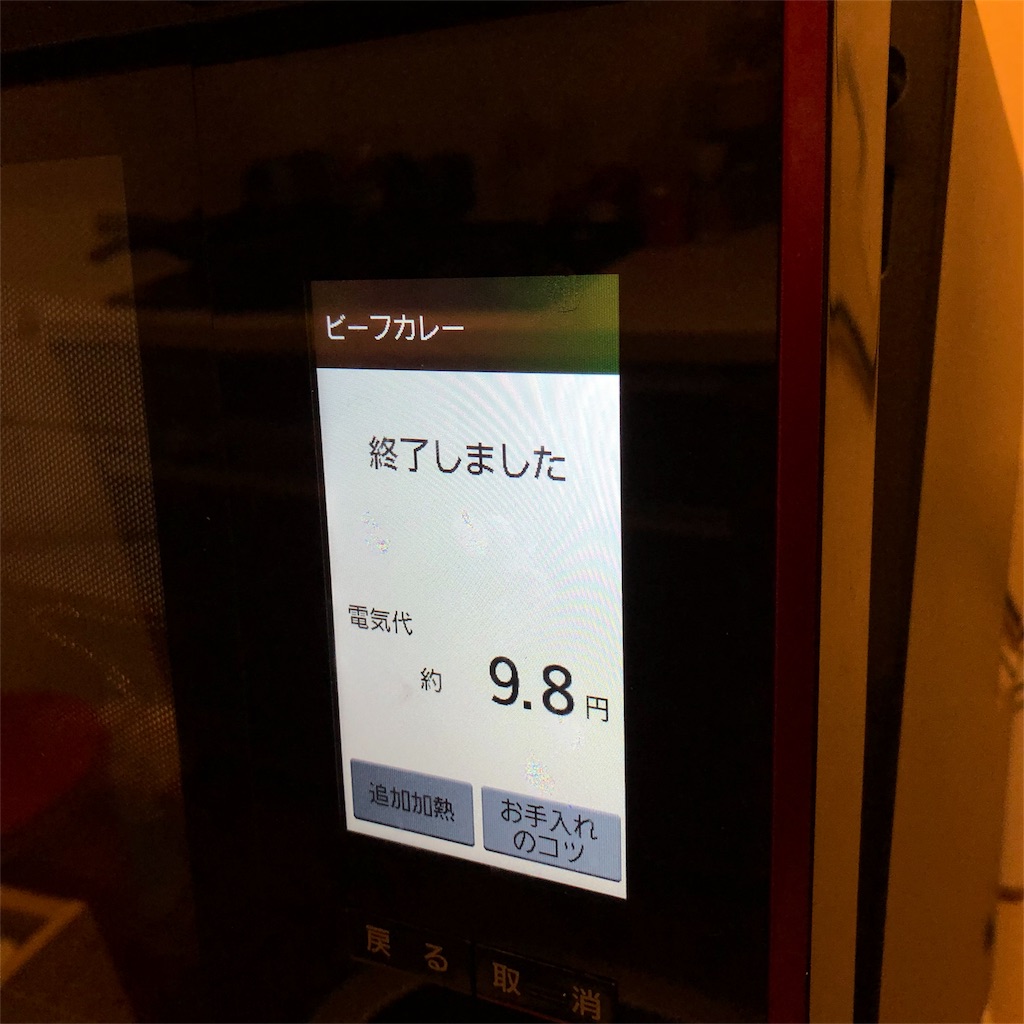 ビーフカレー
終了しました
電気代
約 9.8円
追加加熱
お手入れ
のコツ
戻る 取消